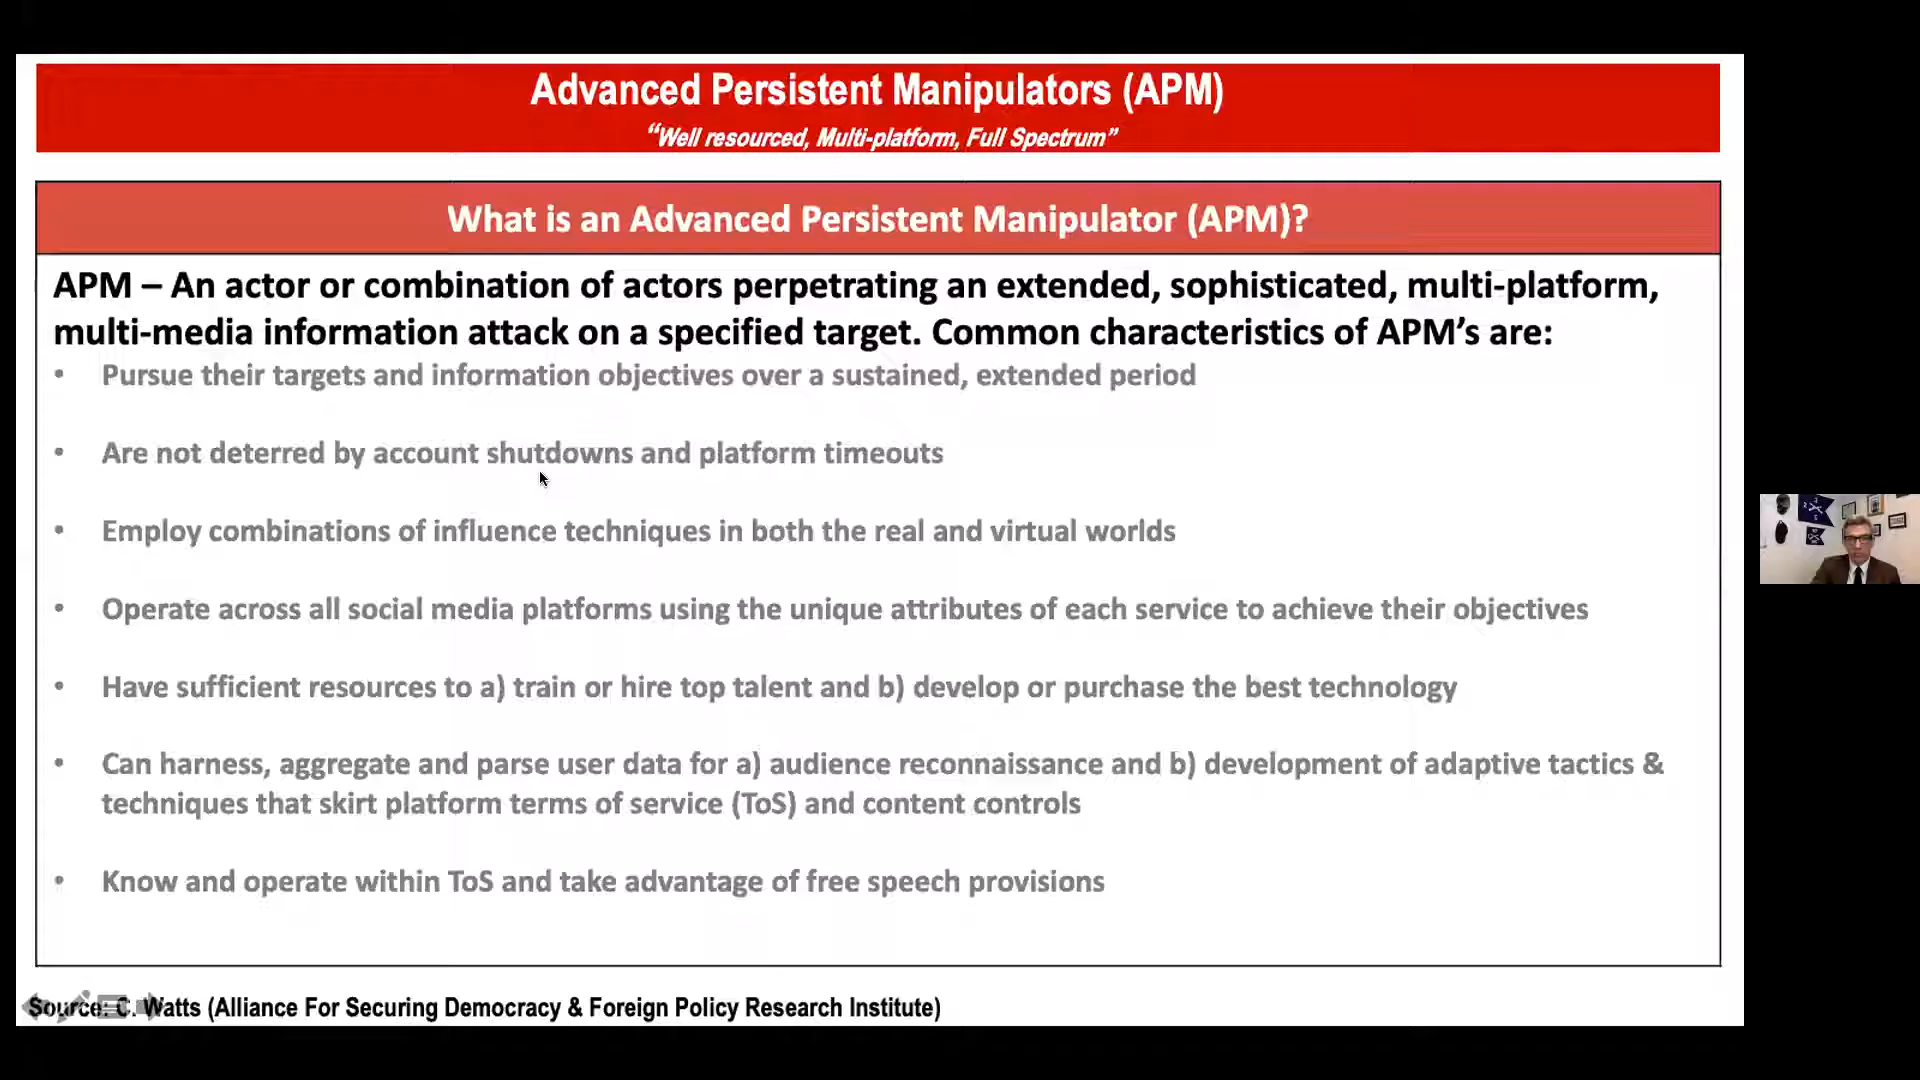 Advanced Persistent Manipulators (APM)
“Well resourced, Multi-platform, Full Spectrum”
What is an Advanced Persistent Manipulator (APM)?
APM – An actor or combination of actors perpetrating an extended, sophisticated, multi-platform,
multi-media information attack on a specified target. Common characteristics of APM’s are:
• Pursue their targets and information objectives over a sustained, extended period
• Are not deterred by account shutdowns and platform timeouts
• Employ combinations of influence techniques in both the real and virtual worlds
• Operate across all social media platforms using the unique attributes of each service to achieve their objectives
• Have sufficient resources to a) train or hire top talent and b) develop or purchase the best technology
• Can harness, aggregate and parse user data for a) audience reconnaissance and b) development of adaptive tactics &
techniques that skirt platform terms of service (ToS) and content controls
• Know and operate within ToS and take advantage of free speech provisions
Source: C. Watts (Alliance For Securing Democracy & Foreign Policy Research Institute)